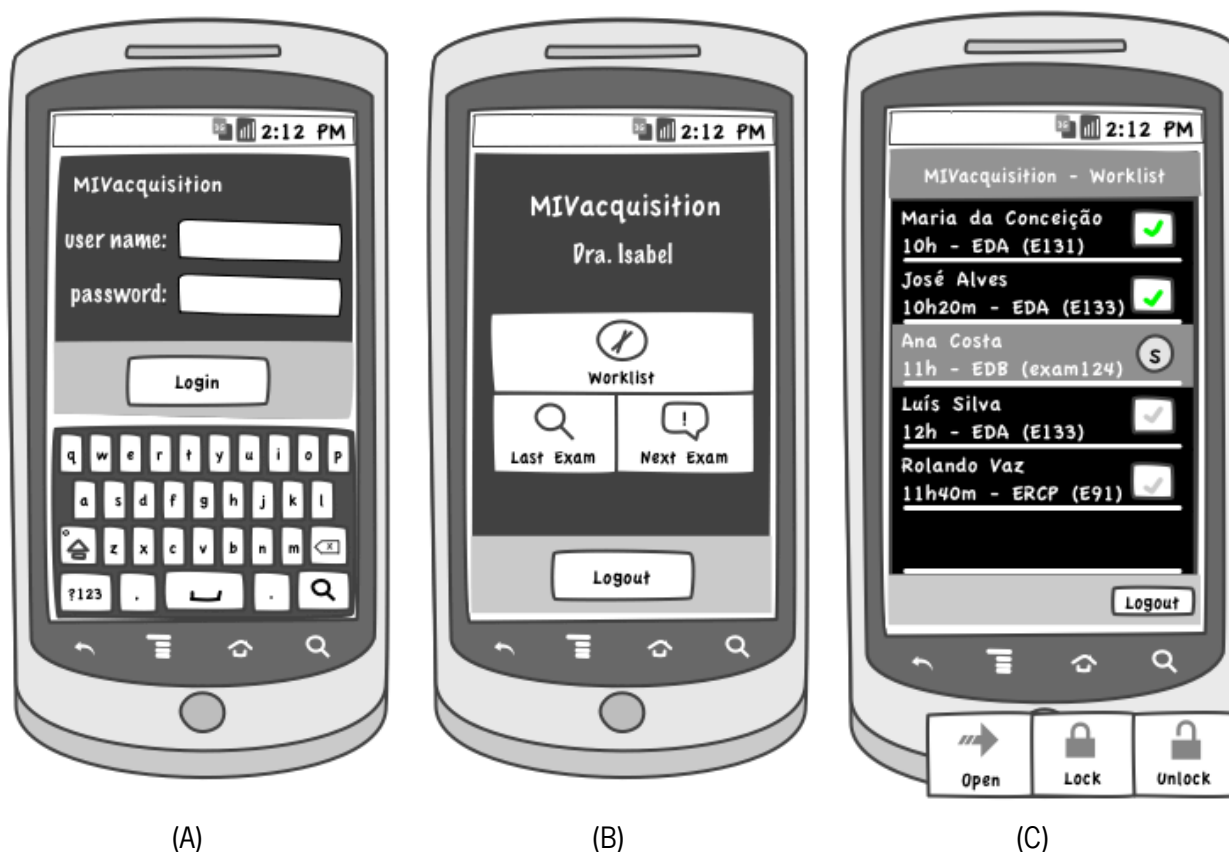 2:12 PM
MIVacquisition
user name:
password:
Login
q w e r t y u i o p
a s d f g h j k l
z x c v b n m
?123 , .
(A)
2:12 PM
MIVacquisition
Dra. Isabel
Worklist
Last Exam Next Exam
Logout
(B)
2:12 PM
MIVacquisition - Worklist
Maria da Conceição
10h - EDA (E131)
José Alves
10h20m - EDA (E133)
Ana Costa
11h - EDB (exam124)
S
Luís Silva
12h - EDA (E133)
Rolando Vaz
11h40m - ERCP (E91)
Logout
Open Lock Unlock
(C)